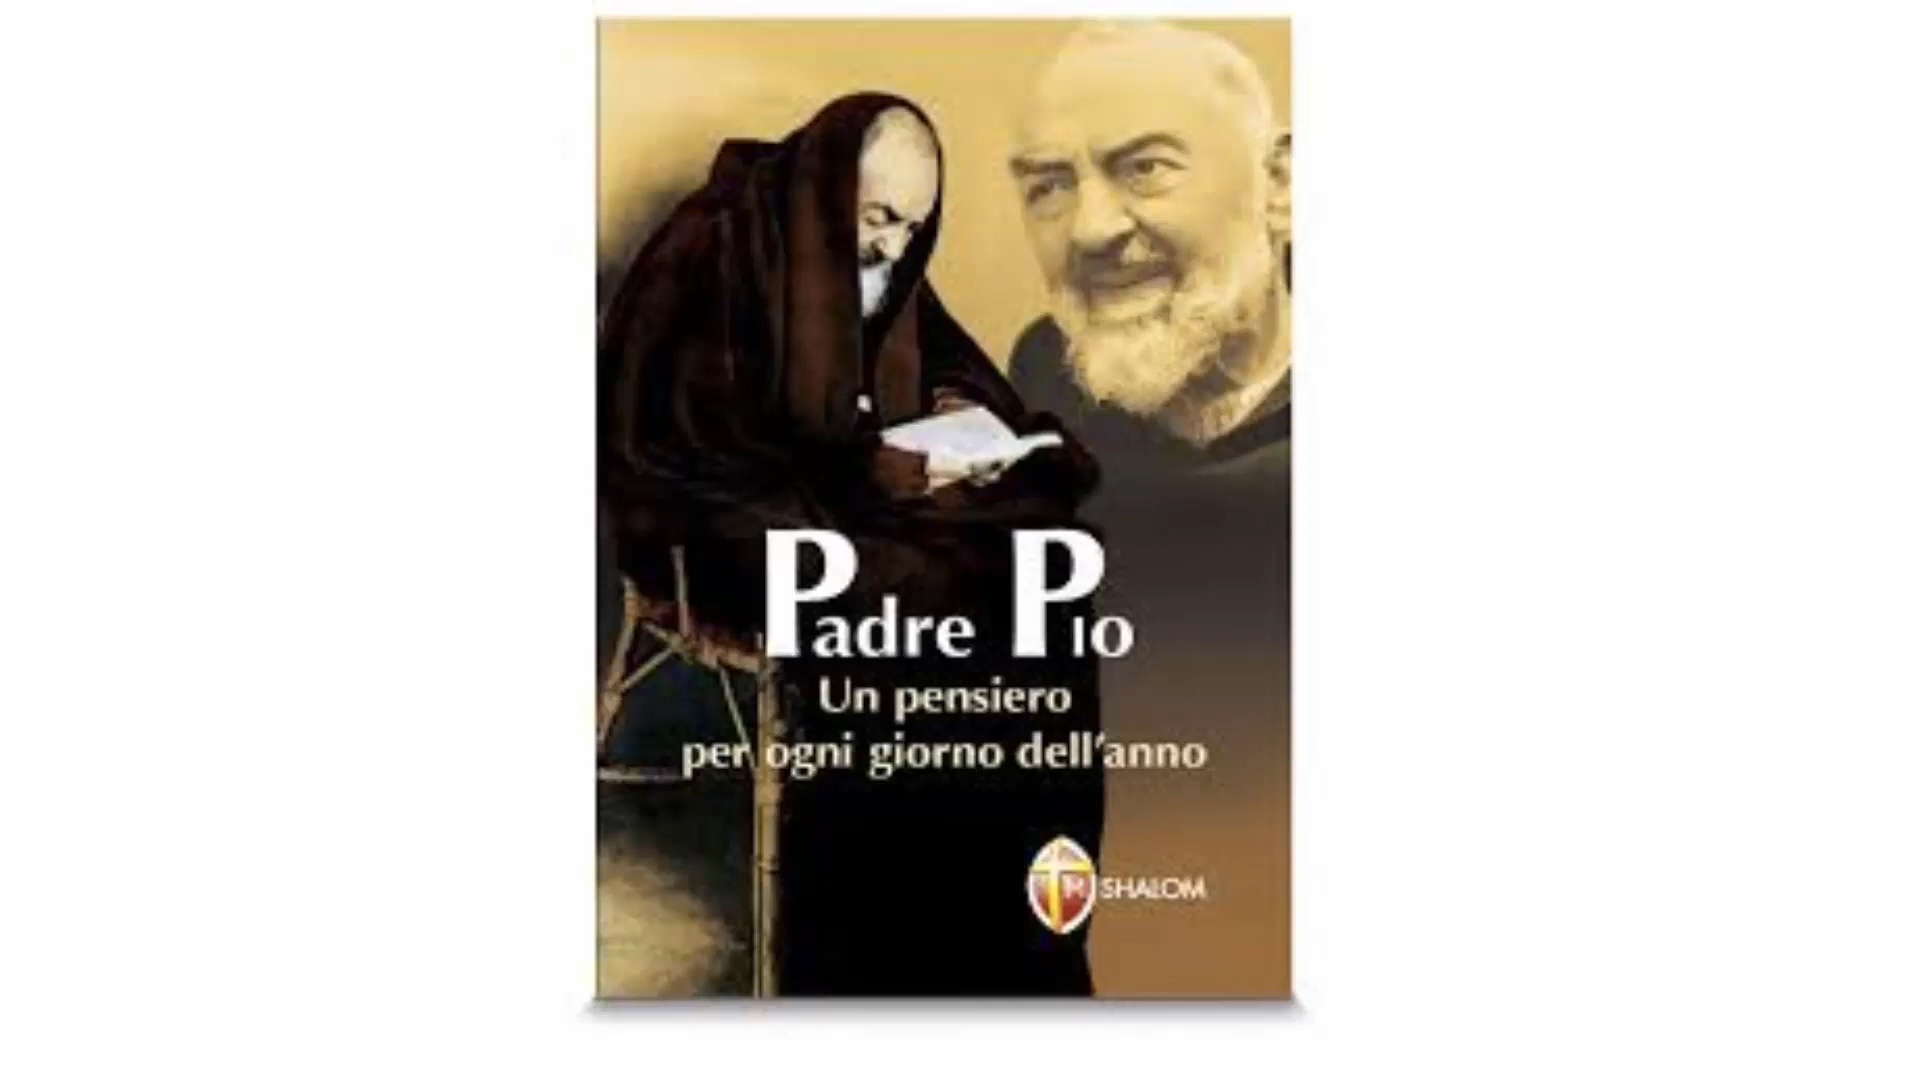 Padre Pio
Un pensiero
per ogni giorno dell'anno
SHALOM